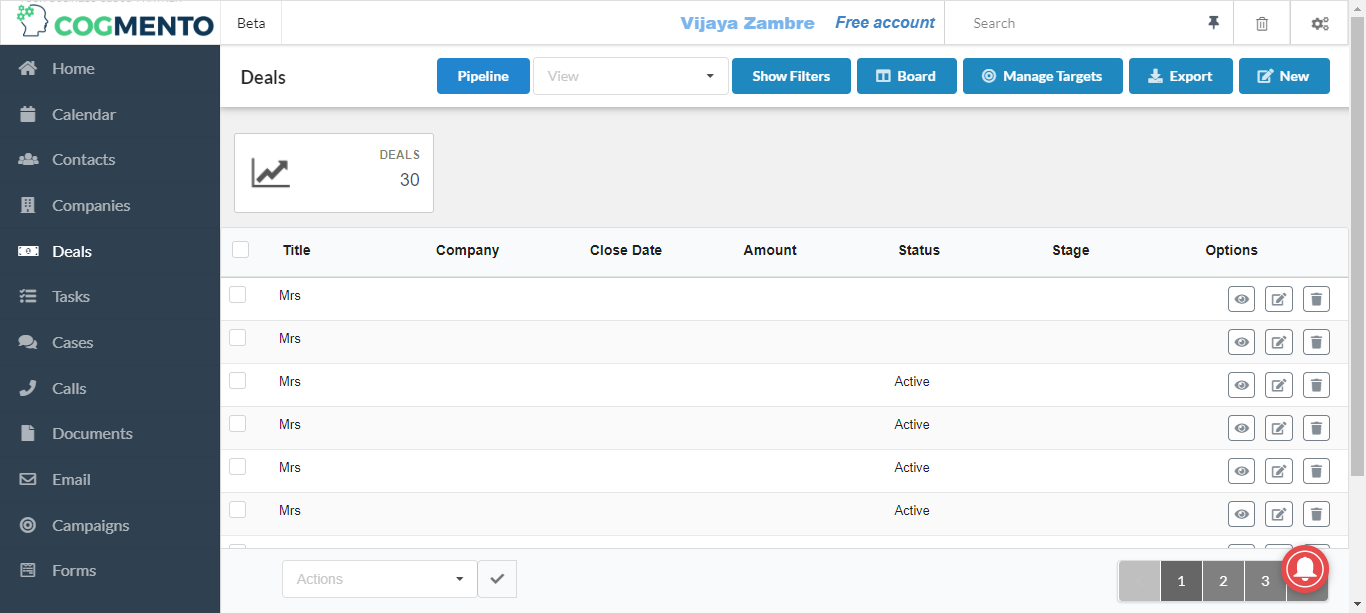 COGMENTO
Beta
Vijaya Zambre
Free account
Search
Home
Calendar
Contacts
Companies
Deals
Tasks
Cases
Calls
Documents
Email
Campaigns
Forms
Deals
Pipeline
View
Show Filters
Board
Manage Targets
Export
New
DEALS
30
Title Company Close Date Amount Status Stage Options
Mrs
Mrs
Mrs Active
Mrs Active
Mrs Active
Mrs Active
Actions
1 2 3